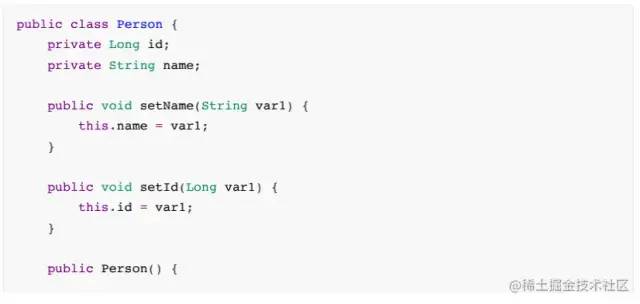 public class Person {
    private Long id;
    private String name;

    public void setName(String var1) {
        this.name = var1;
    }

    public void setId(Long var1) {
        this.id = var1;
    }

    public Person() {
@稀土掘金技术社区